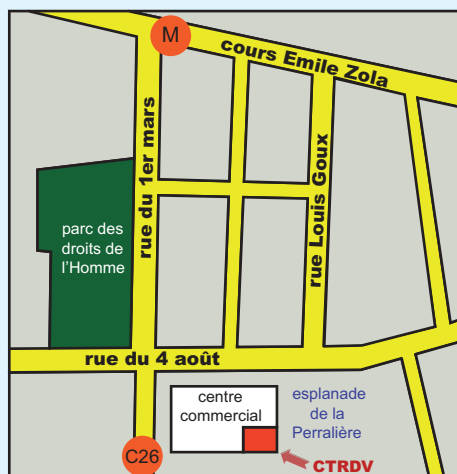 M
cours Emile Zola
rue du 1er mars
rue Louis Goux
parc des
droits de
l'Homme
rue du 4 août
centre
commercial
esplanade
de la
Perralière
C26
CTRDV